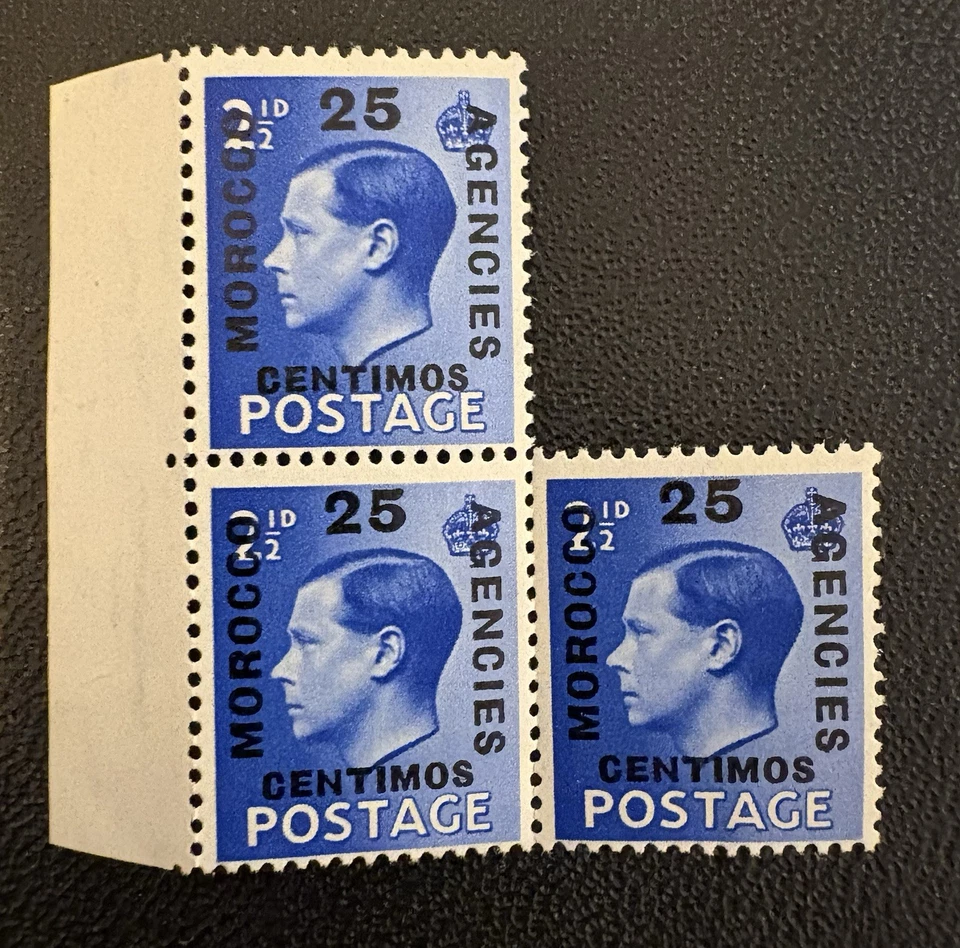 2½D 25
MOROCCO
AGENCIES
CENTIMOS
POSTAGE
2½D 25
MOROCCO
AGENCIES
CENTIMOS
POSTAGE
2½D 25
MOROCCO
AGENCIES
CENTIMOS
POSTAGE